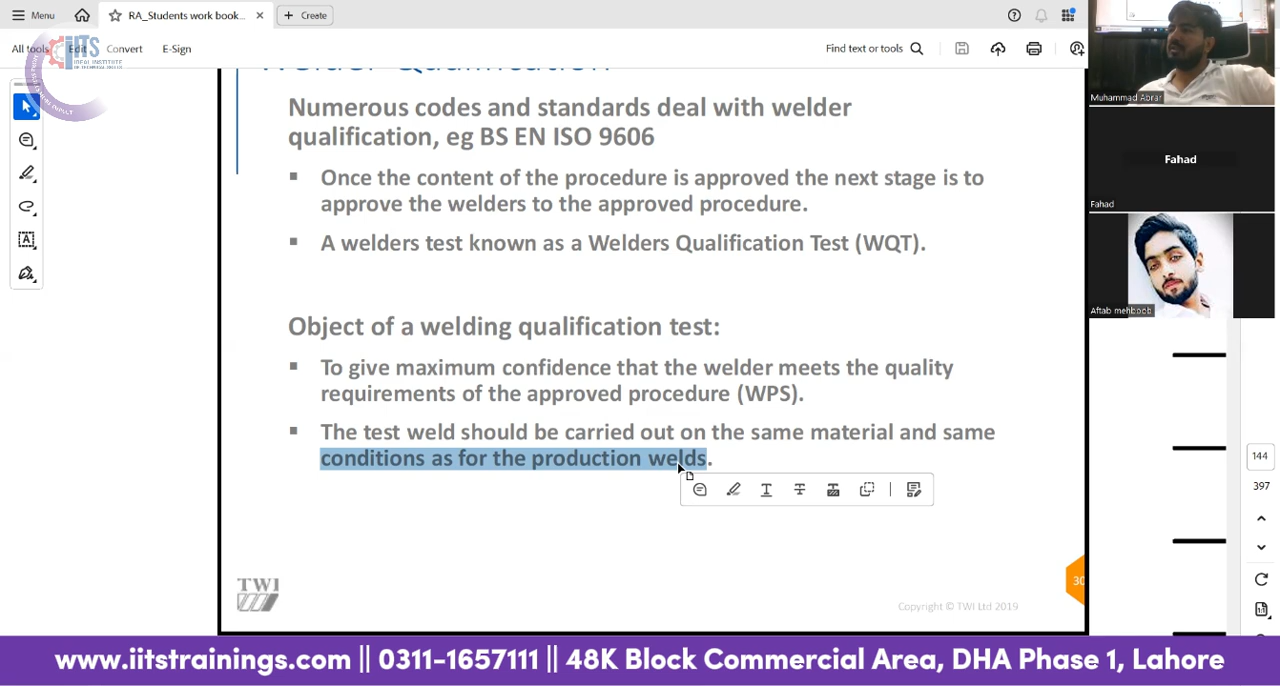 Menu
RA_Students work book...
Create
All tools
Edit
Convert
E-Sign
Find text or tools
iITS
IDEAL INSTITUTE
Welder Qualification
Numerous codes and standards deal with welder
qualification, eg BS EN ISO 9606
Once the content of the procedure is approved the next stage is to
approve the welders to the approved procedure.
A welders test known as a Welders Qualification Test (WQT).
Object of a welding qualification test:
To give maximum confidence that the welder meets the quality
requirements of the approved procedure (WPS).
The test weld should be carried out on the same material and same
conditions as for the production welds.
TWI
30
Copyright © TWI Ltd 2019
Muhammad Abrar
Fahad
Fahad
Aftab mehboob
144
397
www.iitstrainings.com || 0311-1657111 || 48K Block Commercial Area, DHA Phase 1, Lahore